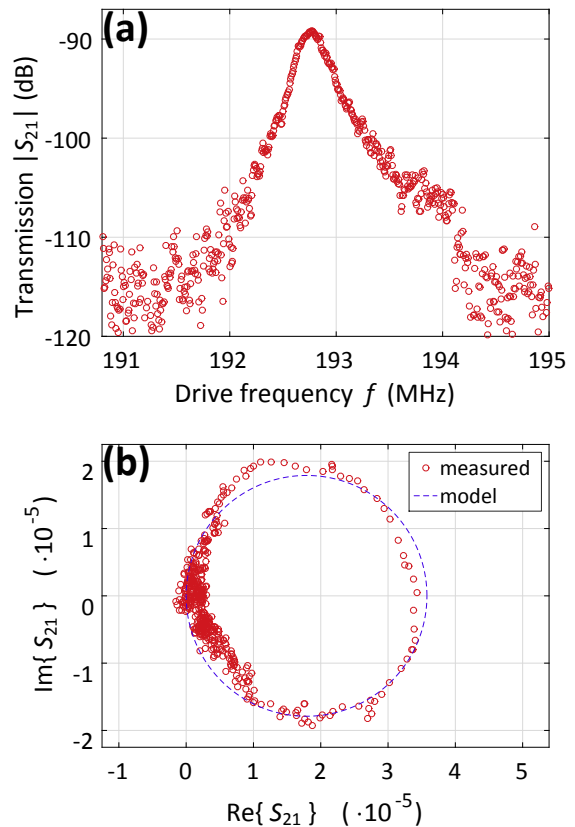 (a)
Transmission |S21| (dB)
-90
-100
-110
-120
191 192 193 194 195
Drive frequency f (MHz)
(b)
measured
model
Im{ S21 } ( ·10-5)
2
1
0
-1
-2
-1 0 1 2 3 4 5
Re{ S21 } ( ·10-5)